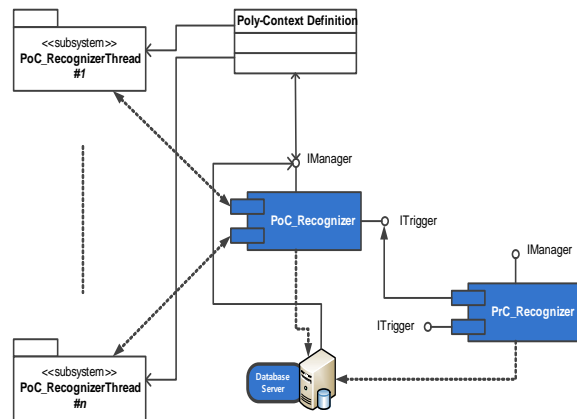 <<subsystem>>
PoC_RecognizerThread
#1
Poly-Context Definition
IManager
PoC_Recognizer
ITrigger
IManager
PrC_Recognizer
ITrigger
<<subsystem>>
PoC_RecognizerThread
#n
Database
Server